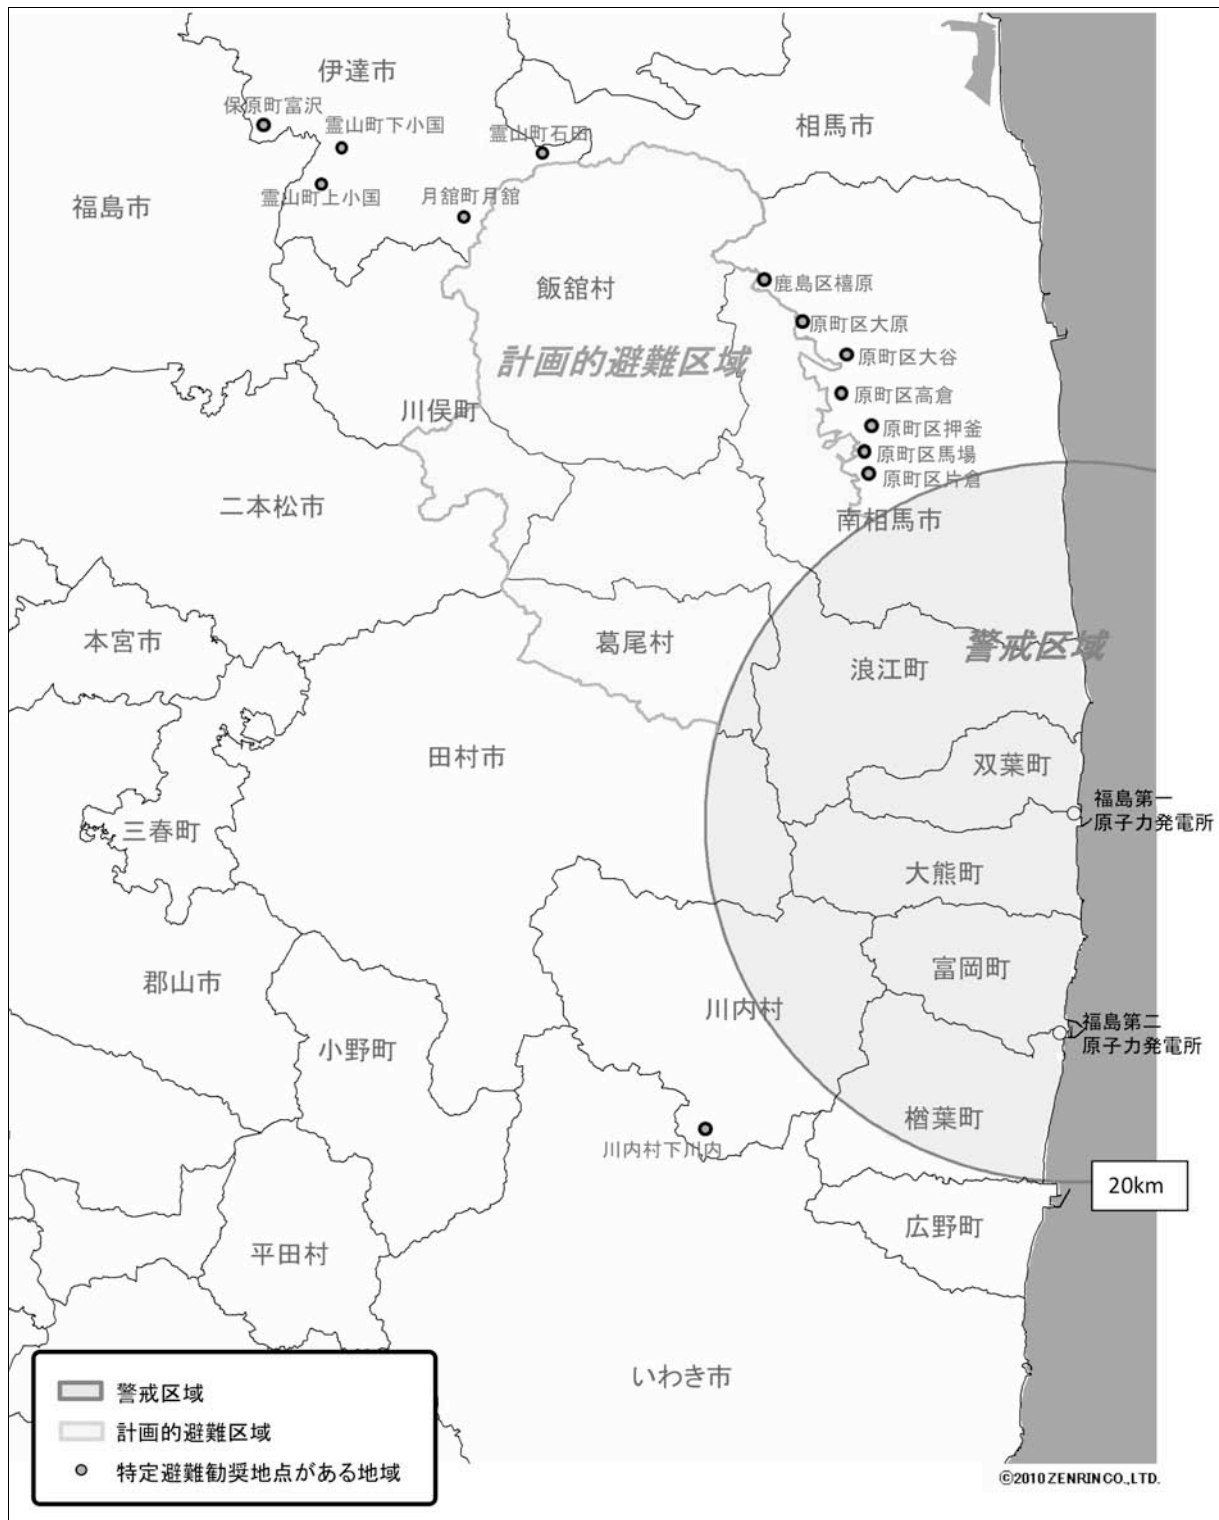 伊達市
保原町富沢
霊山町下小国
霊山町石田
相馬市
霊山町上小国
月舘町月舘
福島市
飯舘村
鹿島区橲原
原町区大原
計画的避難区域
原町区大谷
原町区高倉
川俣町
原町区押釜
原町区馬場
原町区片倉
二本松市
南相馬市
本宮市
葛尾村
警戒区域
浪江町
田村市
双葉町
福島第一
原子力発電所
三春町
大熊町
郡山市
富岡町
川内村
福島第二
原子力発電所
小野町
楢葉町
川内村下川内
20km
広野町
平田村
いわき市
警戒区域
計画的避難区域
特定避難勧奨地点がある地域
©2010 ZENRIN CO., LTD.